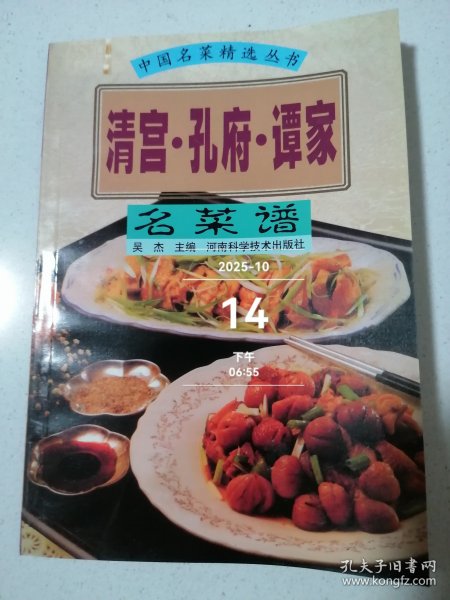 中国名菜精选丛书
清宫·孔府·谭家
名菜谱
吴杰 主编 河南科学技术出版社
2025-10
14
下午
06:55
孔夫子旧书网
www.kongfz.com